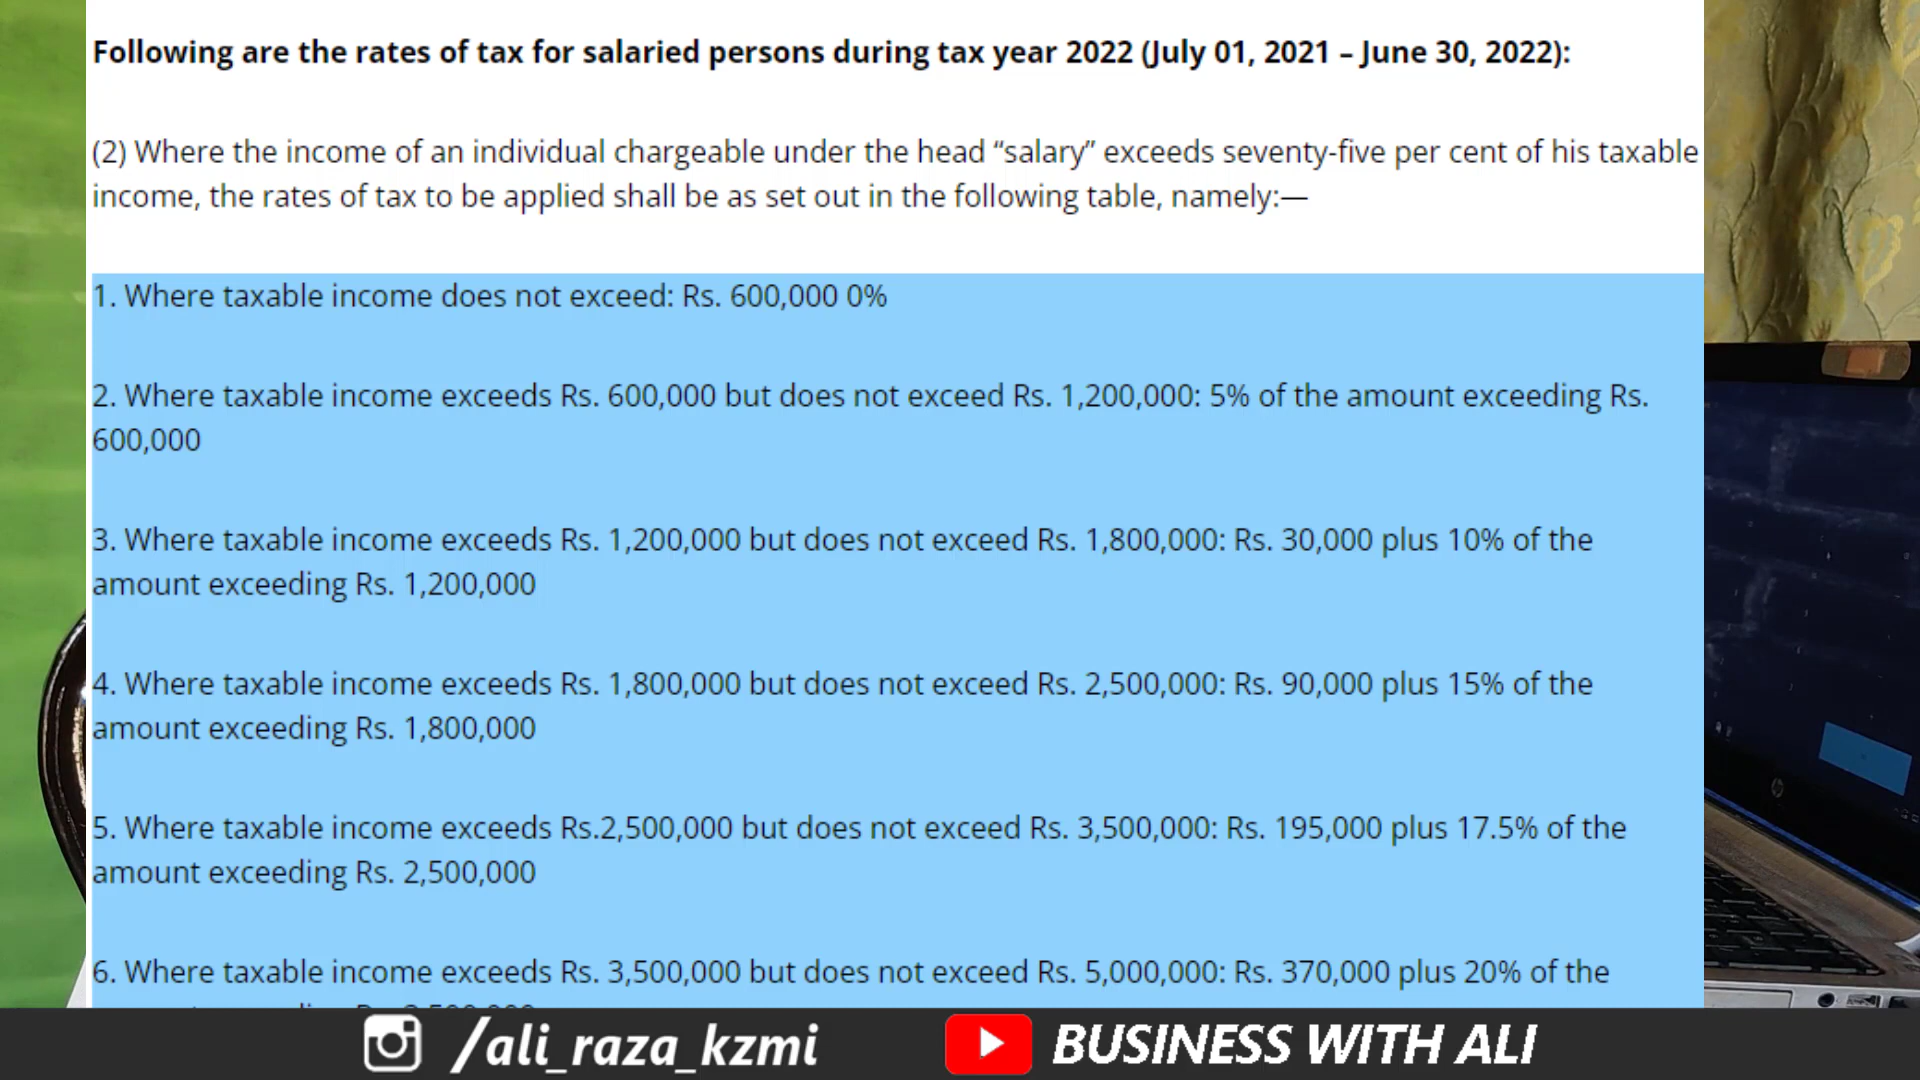 Following are the rates of tax for salaried persons during tax year 2022 (July 01, 2021 – June 30, 2022):
(2) Where the income of an individual chargeable under the head “salary” exceeds seventy-five per cent of his taxable
income, the rates of tax to be applied shall be as set out in the following table, namely:—
1. Where taxable income does not exceed: Rs. 600,000 0%
2. Where taxable income exceeds Rs. 600,000 but does not exceed Rs. 1,200,000: 5% of the amount exceeding Rs.
600,000
3. Where taxable income exceeds Rs. 1,200,000 but does not exceed Rs. 1,800,000: Rs. 30,000 plus 10% of the
amount exceeding Rs. 1,200,000
4. Where taxable income exceeds Rs. 1,800,000 but does not exceed Rs. 2,500,000: Rs. 90,000 plus 15% of the
amount exceeding Rs. 1,800,000
5. Where taxable income exceeds Rs.2,500,000 but does not exceed Rs. 3,500,000: Rs. 195,000 plus 17.5% of the
amount exceeding Rs. 2,500,000
6. Where taxable income exceeds Rs. 3,500,000 but does not exceed Rs. 5,000,000: Rs. 370,000 plus 20% of the
/ali_raza_kzmi
BUSINESS WITH ALI